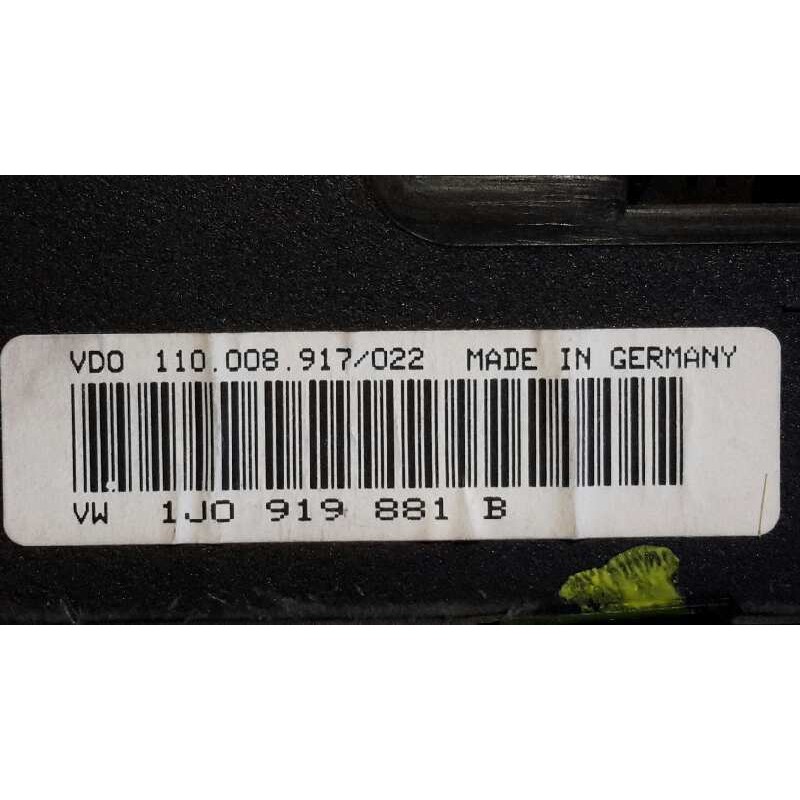 VDO 110.008.917/022 MADE IN GERMANY
VW 1J0 919 881 B